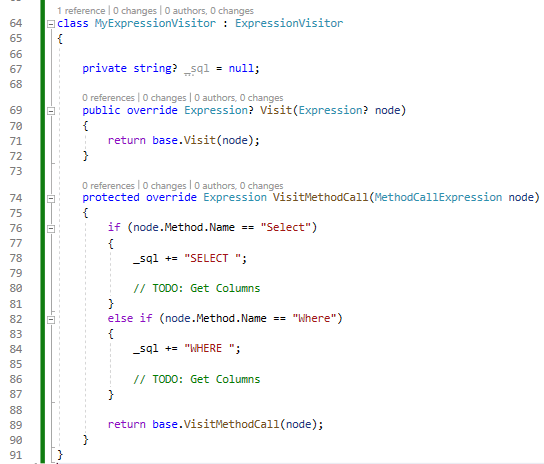 1 reference | 0 changes | 0 authors, 0 changes
64 class MyExpressionVisitor : ExpressionVisitor
65 {
66
67 private string? _sql = null;
68
0 references | 0 changes | 0 authors, 0 changes
69 public override Expression? Visit(Expression? node)
70 {
71 return base.Visit(node);
72 }
73
0 references | 0 changes | 0 authors, 0 changes
74 protected override Expression VisitMethodCall(MethodCallExpression node)
75 {
76 if (node.Method.Name == "Select")
77 {
78 _sql += "SELECT ";
79
80 // TODO: Get Columns
81 }
82 else if (node.Method.Name == "Where")
83 {
84 _sql += "WHERE ";
85
86 // TODO: Get Columns
87 }
88
89 return base.VisitMethodCall(node);
90 }
91 }